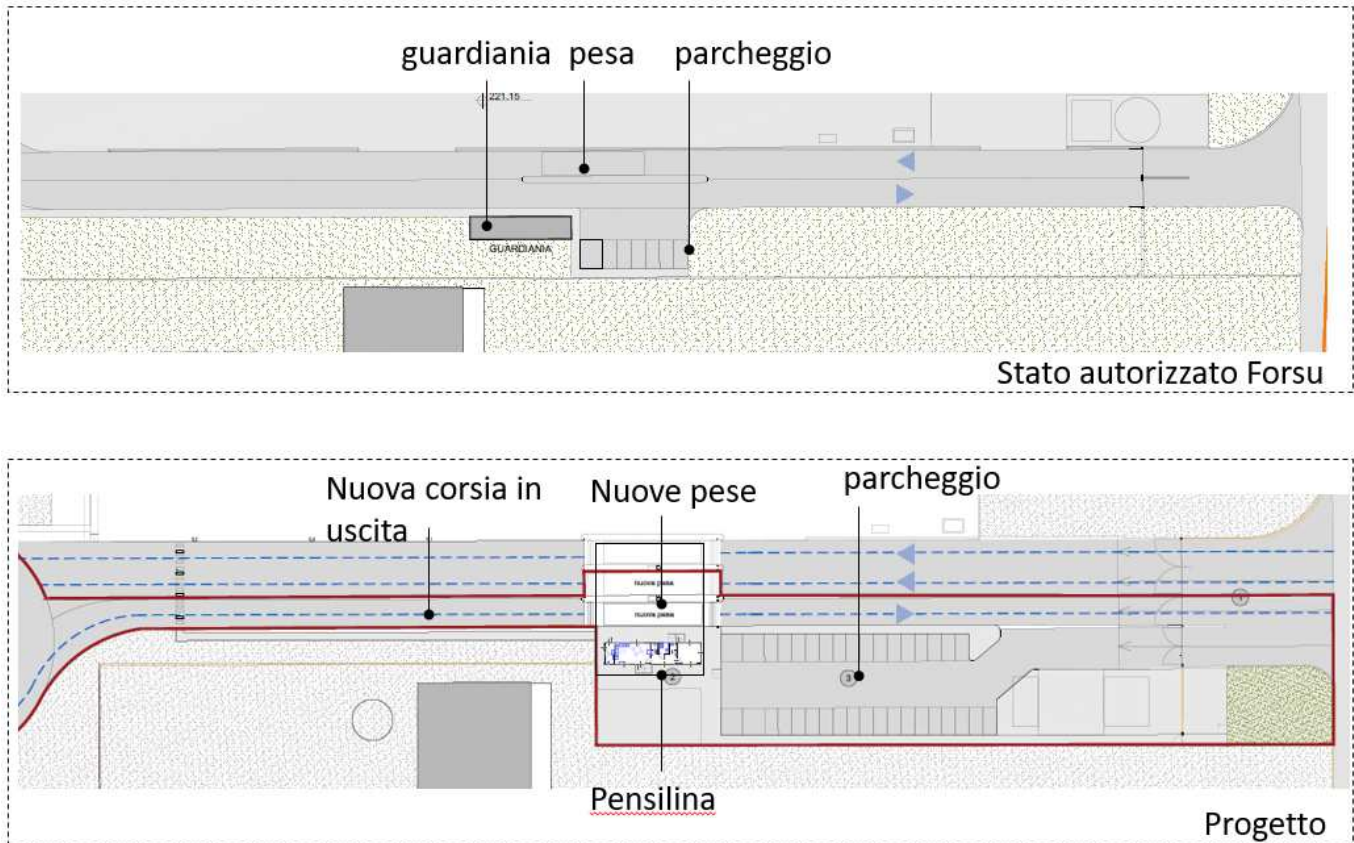 guardiania pesa parcheggio
221.15
GUARDIANIA
Stato autorizzato Forsu
Nuova corsia in
uscita
Nuove pese
parcheggio
nuova pesa
nuova pesa
1
2
3
Pensilina
Progetto